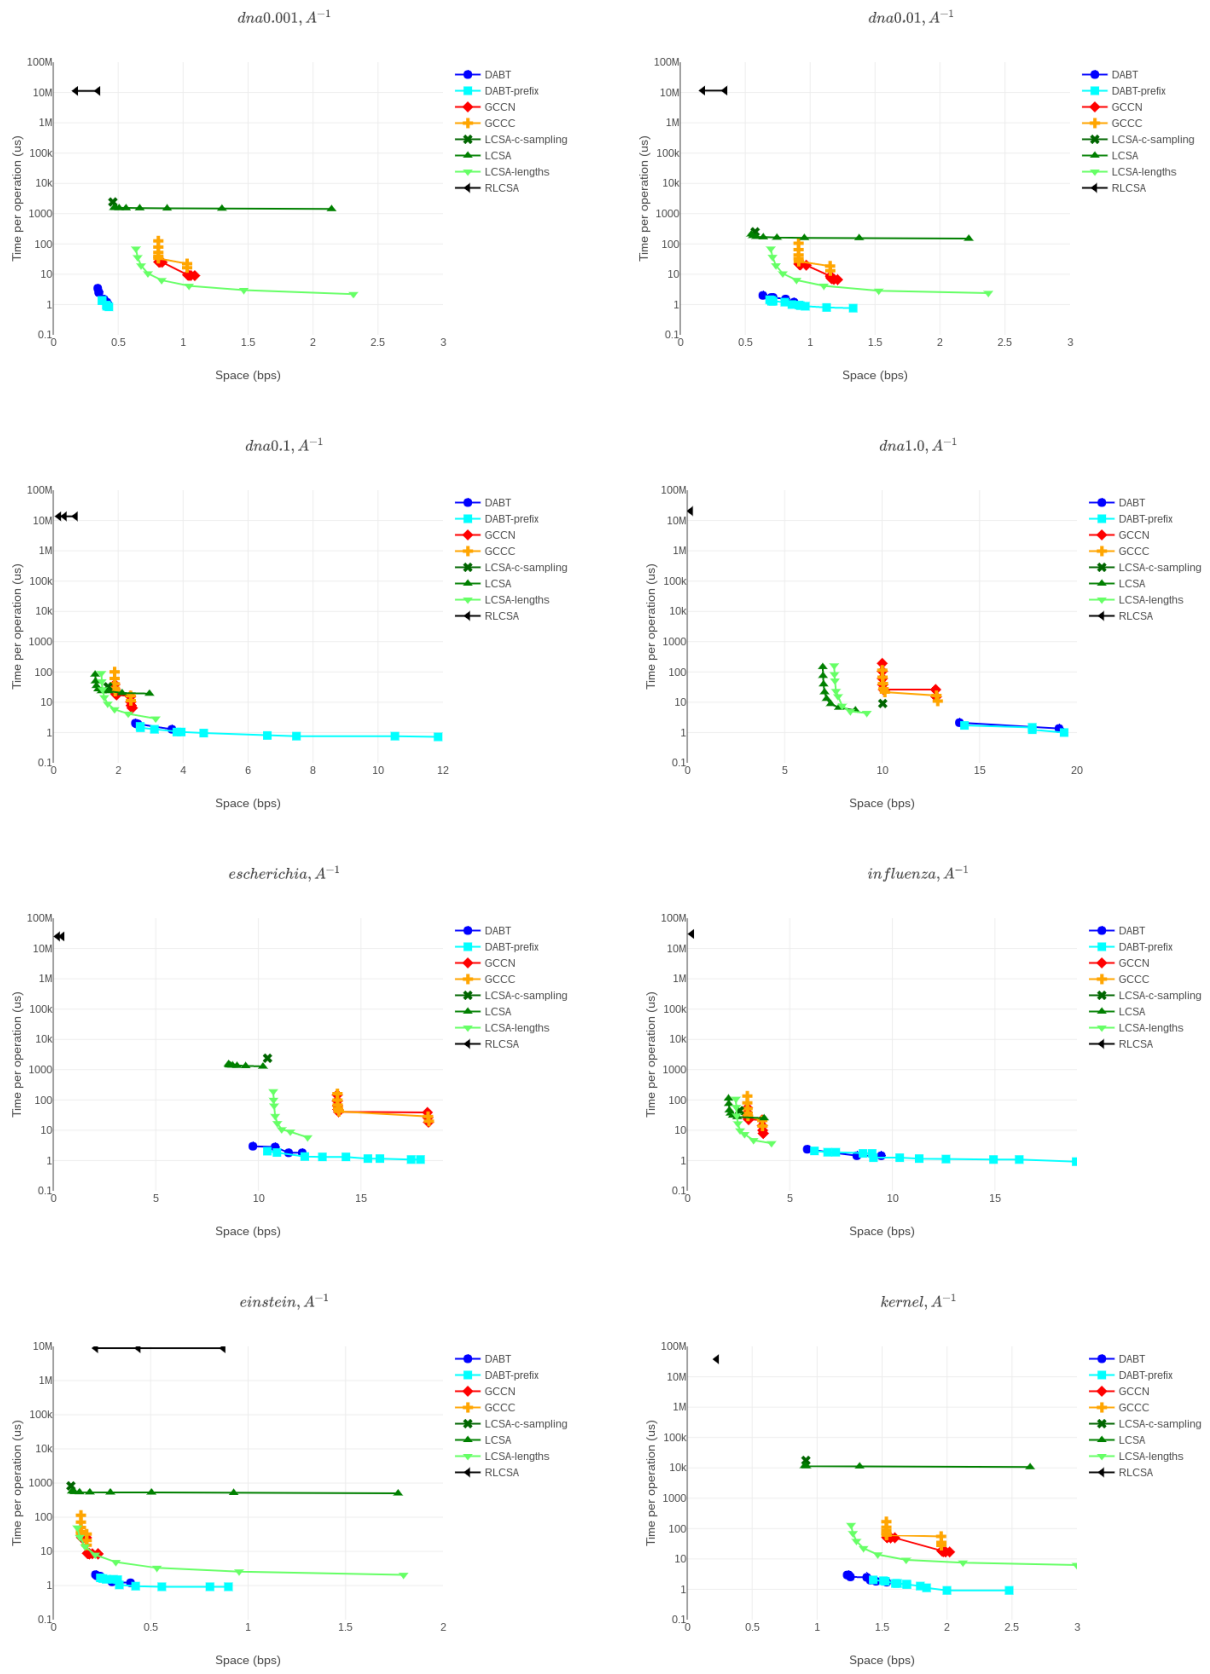 dna0.001, A⁻¹
100M
10M
1M
100k
10k
1000
100
10
1
0.1
0
0.5
1
1.5
2
2.5
3
Time per operation (us)
Space (bps)
DABT
DABT-prefix
GCCN
GCCC
LCSA-c-sampling
LCSA
LCSA-lengths
RLCSA
dna0.01, A⁻¹
100M
10M
1M
100k
10k
1000
100
10
1
0.1
0
0.5
1
1.5
2
2.5
3
Time per operation (us)
Space (bps)
DABT
DABT-prefix
GCCN
GCCC
LCSA-c-sampling
LCSA
LCSA-lengths
RLCSA
dna0.1, A⁻¹
100M
10M
1M
100k
10k
1000
100
10
1
0.1
0
2
4
6
8
10
12
Time per operation (us)
Space (bps)
DABT
DABT-prefix
GCCN
GCCC
LCSA-c-sampling
LCSA
LCSA-lengths
RLCSA
dna1.0, A⁻¹
100M
10M
1M
100k
10k
1000
100
10
1
0.1
0
5
10
15
20
Time per operation (us)
Space (bps)
DABT
DABT-prefix
GCCN
GCCC
LCSA-c-sampling
LCSA
LCSA-lengths
RLCSA
escherichia, A⁻¹
100M
10M
1M
100k
10k
1000
100
10
1
0.1
0
5
10
15
Time per operation (us)
Space (bps)
DABT
DABT-prefix
GCCN
GCCC
LCSA-c-sampling
LCSA
LCSA-lengths
RLCSA
influenza, A⁻¹
100M
10M
1M
100k
10k
1000
100
10
1
0.1
0
5
10
15
Time per operation (us)
Space (bps)
DABT
DABT-prefix
GCCN
GCCC
LCSA-c-sampling
LCSA
LCSA-lengths
RLCSA
einstein, A⁻¹
10M
1M
100k
10k
1000
100
10
1
0.1
0
0.5
1
1.5
2
Time per operation (us)
Space (bps)
DABT
DABT-prefix
GCCN
GCCC
LCSA-c-sampling
LCSA
LCSA-lengths
RLCSA
kernel, A⁻¹
100M
10M
1M
100k
10k
1000
100
10
1
0.1
0
0.5
1
1.5
2
2.5
3
Time per operation (us)
Space (bps)
DABT
DABT-prefix
GCCN
GCCC
LCSA-c-sampling
LCSA
LCSA-lengths
RLCSA